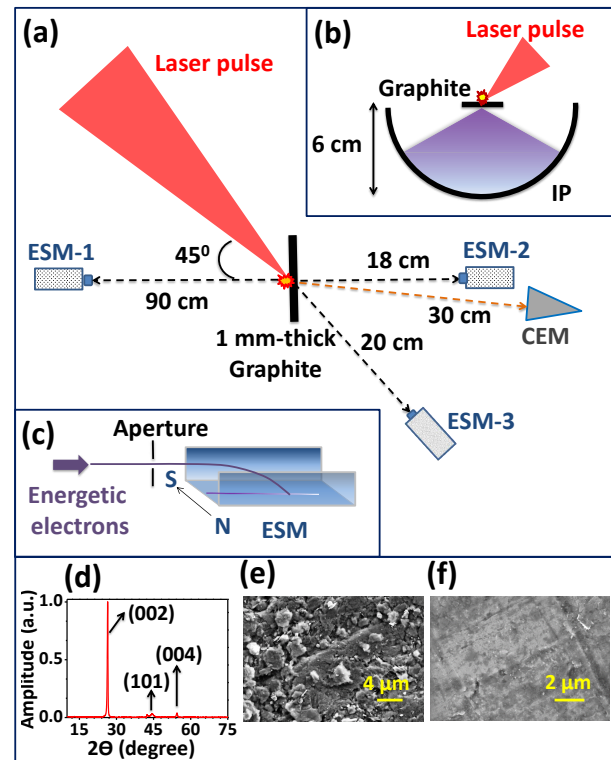 (a)
Laser pulse
(b)
Laser pulse
Graphite
6 cm
IP
ESM-1
45⁰
90 cm
18 cm
ESM-2
30 cm
CEM
20 cm
1 mm-thick
Graphite
ESM-3
(c)
Aperture
Energetic
electrons
S
N
ESM
(d)
Amplitude (a.u.)
1.0
0.5
0.0
(002)
(101)
(004)
15 30 45 60 75
2Θ (degree)
(e)
4 µm
(f)
2 µm